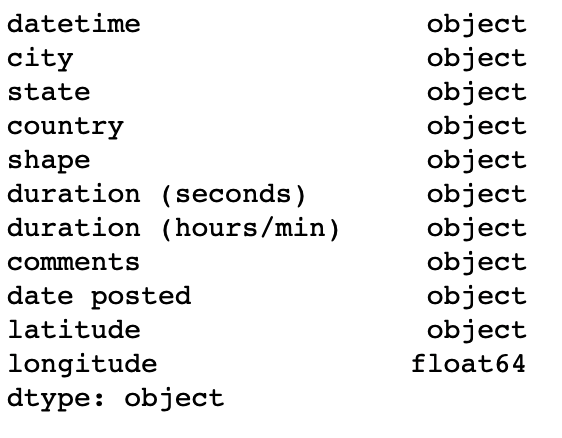 datetime object
city object
state object
country object
shape object
duration (seconds) object
duration (hours/min) object
comments object
date posted object
latitude object
longitude float64
dtype: object